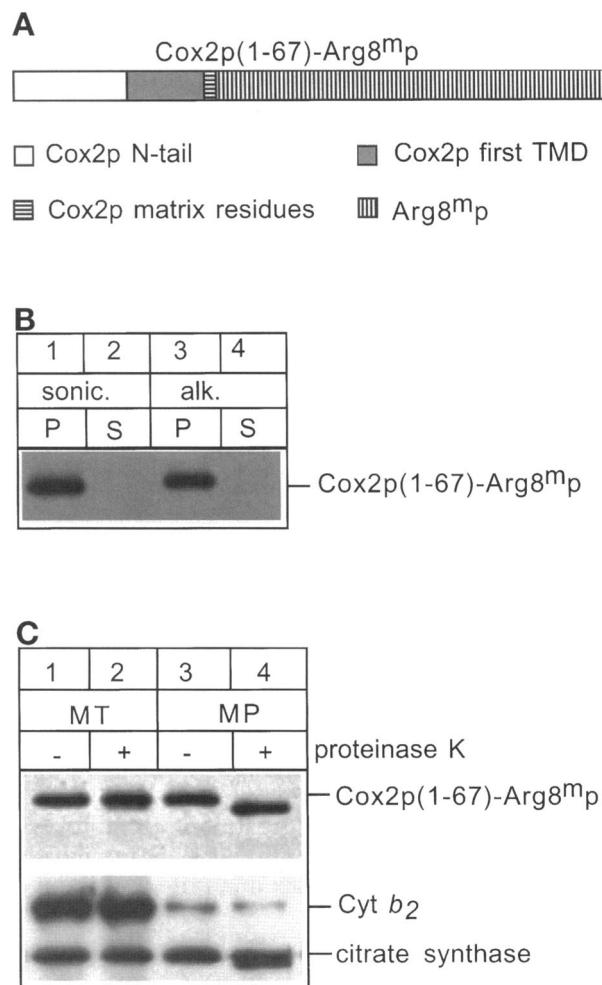 A
Cox2p(1-67)-Arg8ᵐp
Cox2p N-tail
Cox2p first TMD
Cox2p matrix residues
Arg8ᵐp
B
1 2 3 4
sonic. alk.
P S P S
Cox2p(1-67)-Arg8ᵐp
C
1 2 3 4
MT MP
- + - + proteinase K
Cox2p(1-67)-Arg8ᵐp
Cyt b₂
citrate synthase